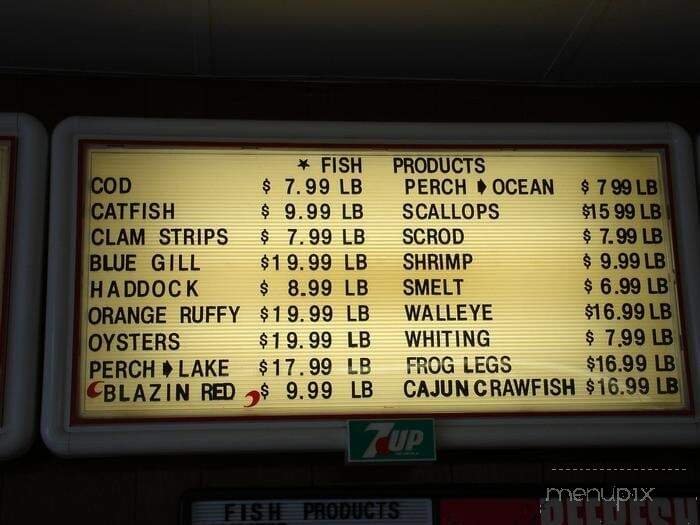 ★ FISH PRODUCTS
COD $ 7.99 LB
CATFISH $ 9.99 LB
CLAM STRIPS $ 7.99 LB
BLUE GILL $19.99 LB
HADDOCK $ 8.99 LB
ORANGE RUFFY $19.99 LB
OYSTERS $19.99 LB
PERCH ➧ LAKE $17.99 LB
BLAZIN RED $ 9.99 LB
PERCH ➧ OCEAN $ 7 99 LB
SCALLOPS $15 99 LB
SCROD $ 7.99 LB
SHRIMP $ 9.99 LB
SMELT $ 6.99 LB
WALLEYE $16.99 LB
WHITING $ 7.99 LB
FROG LEGS $16.99 LB
CAJUN CRAWFISH $16.99 LB
7UP
menupix
FISH PRODUCTS